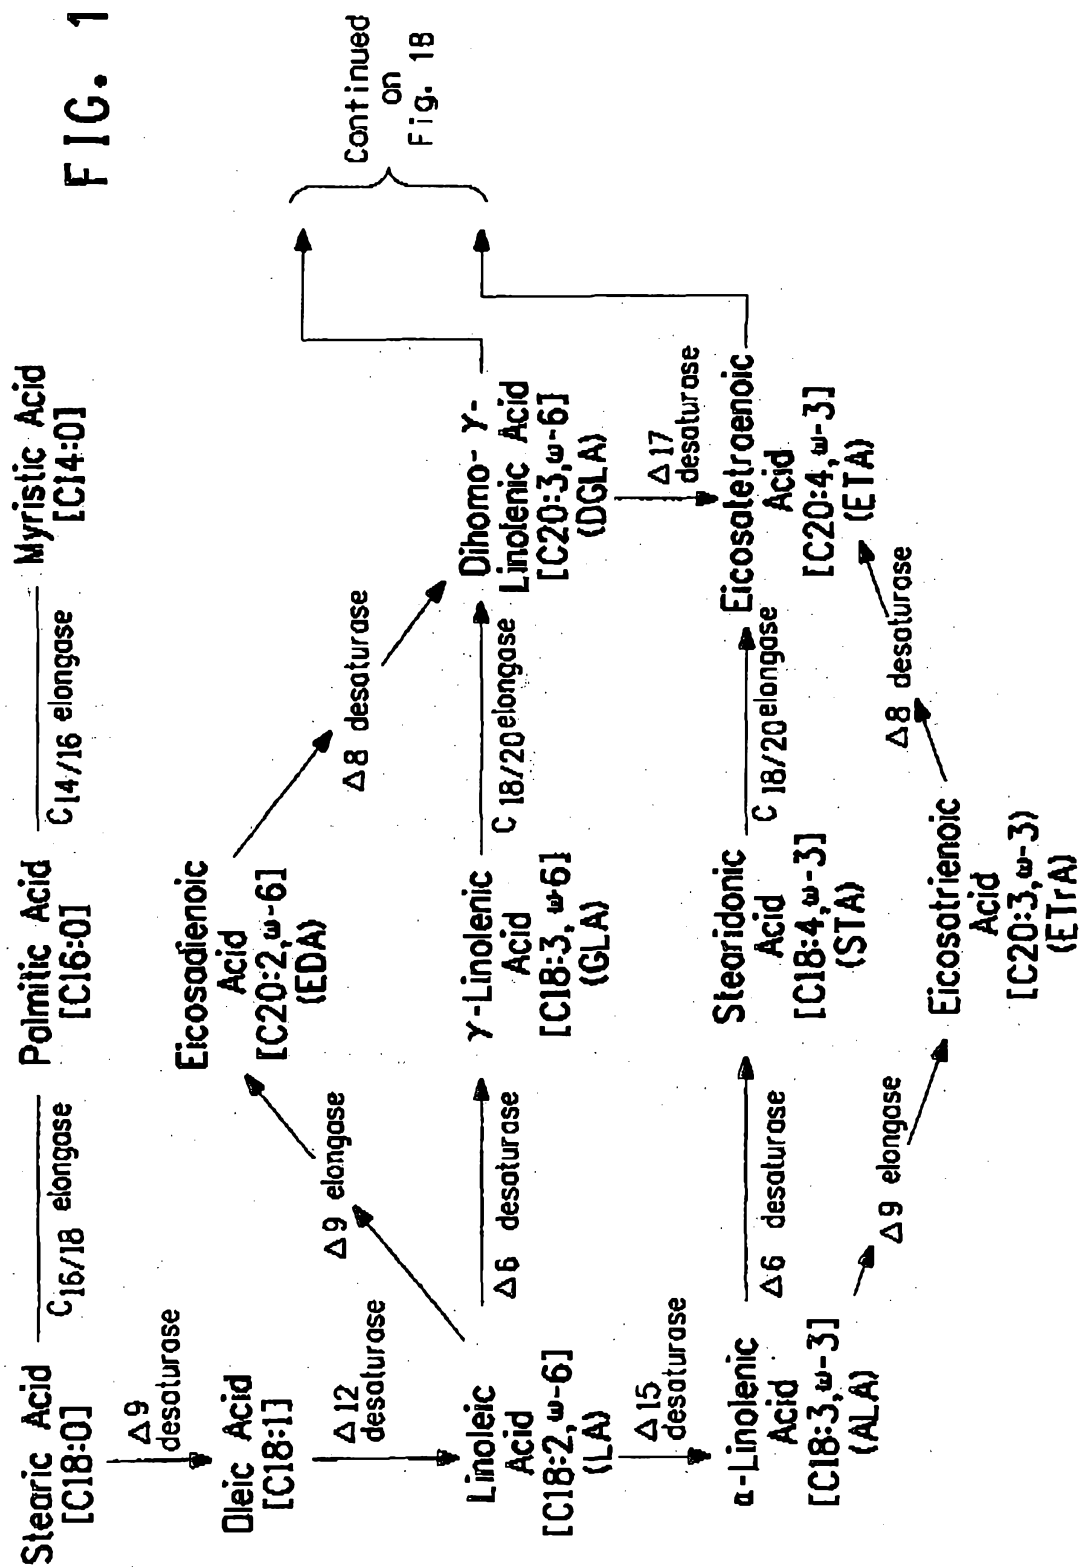 FIG. 1
Stearic Acid
[C18:0]
C16/18 elongase
Palmitic Acid
[C16:0]
C14/16 elongase
Myristic Acid
[C14:0]
Δ9
desaturase
Oleic Acid
[C18:1]
Δ12
desaturase
Δ9 elongase
Eicosadienoic
Acid
[C20:2,ω-6]
(EDA)
Δ8 desaturase
Continued
on
Fig. 1B
Linoleic
Acid
[C18:2,ω-6]
(LA)
Δ6 desaturase
γ-Linolenic
Acid
[C18:3, ω6]
(GLA)
C 18/20 elongase
Dihomo- γ-
Linolenic Acid
[C20:3,ω-6]
(DGLA)
Δ15
desaturase
Δ17
desaturase
α-Linolenic
Acid
[C18:3,ω-3]
(ALA)
Δ6 desaturase
Stearidonic
Acid
[C18:4,ω-3]
(STA)
C 18/20 elongase
Eicosatetraenoic
Acid
[C20:4,ω-3]
(ETA)
Δ9 elongase
Eicosatrienoic
Acid
[C20:3,ω-3)
(ETrA)
Δ8 desaturase